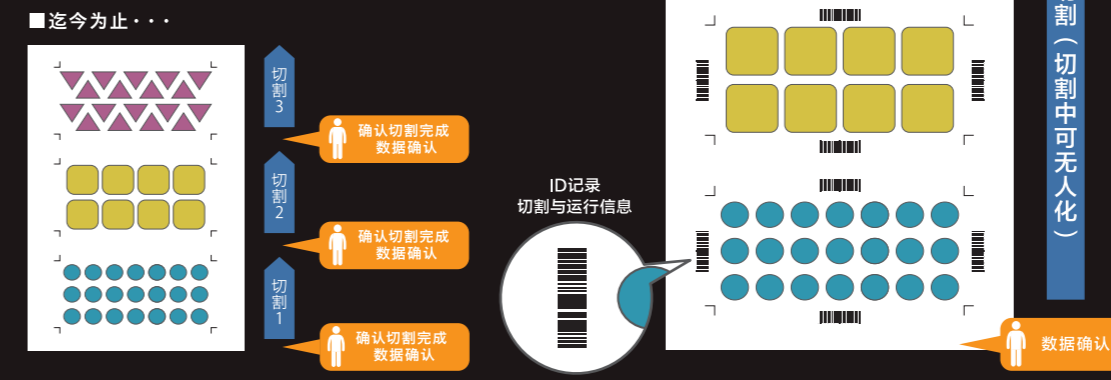 ■迄今为止・・・
切割3
确认切割完成
数据确认
切割2
确认切割完成
数据确认
切割1
确认切割完成
数据确认
ID记录
切割与运行信息
割（切割中可无人化）
数据确认